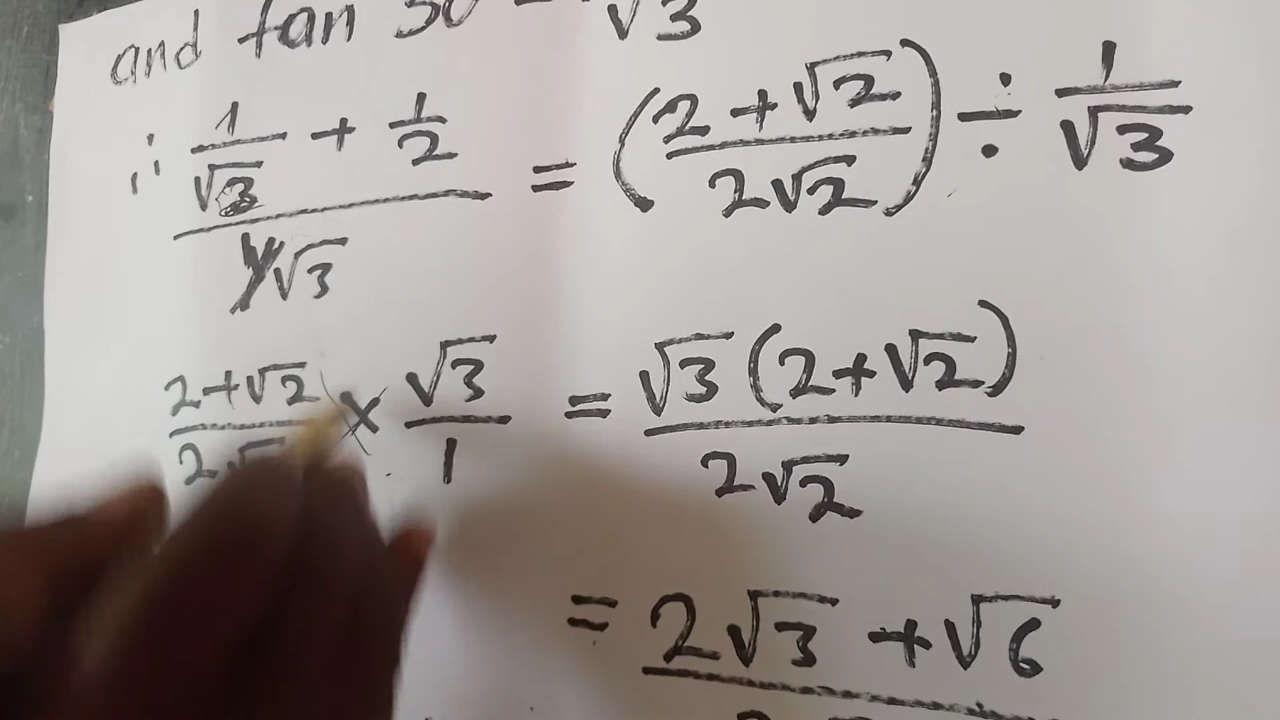 and tan 30 = 1/√3
∴ (1/√3 + 1/2)/(1/√3) = ((2+√2)/(2√2)) ÷ 1/√3
(2+√2)/(2√ × √3/1 = √3(2+√2)/(2√2)
= 2√3 + √6